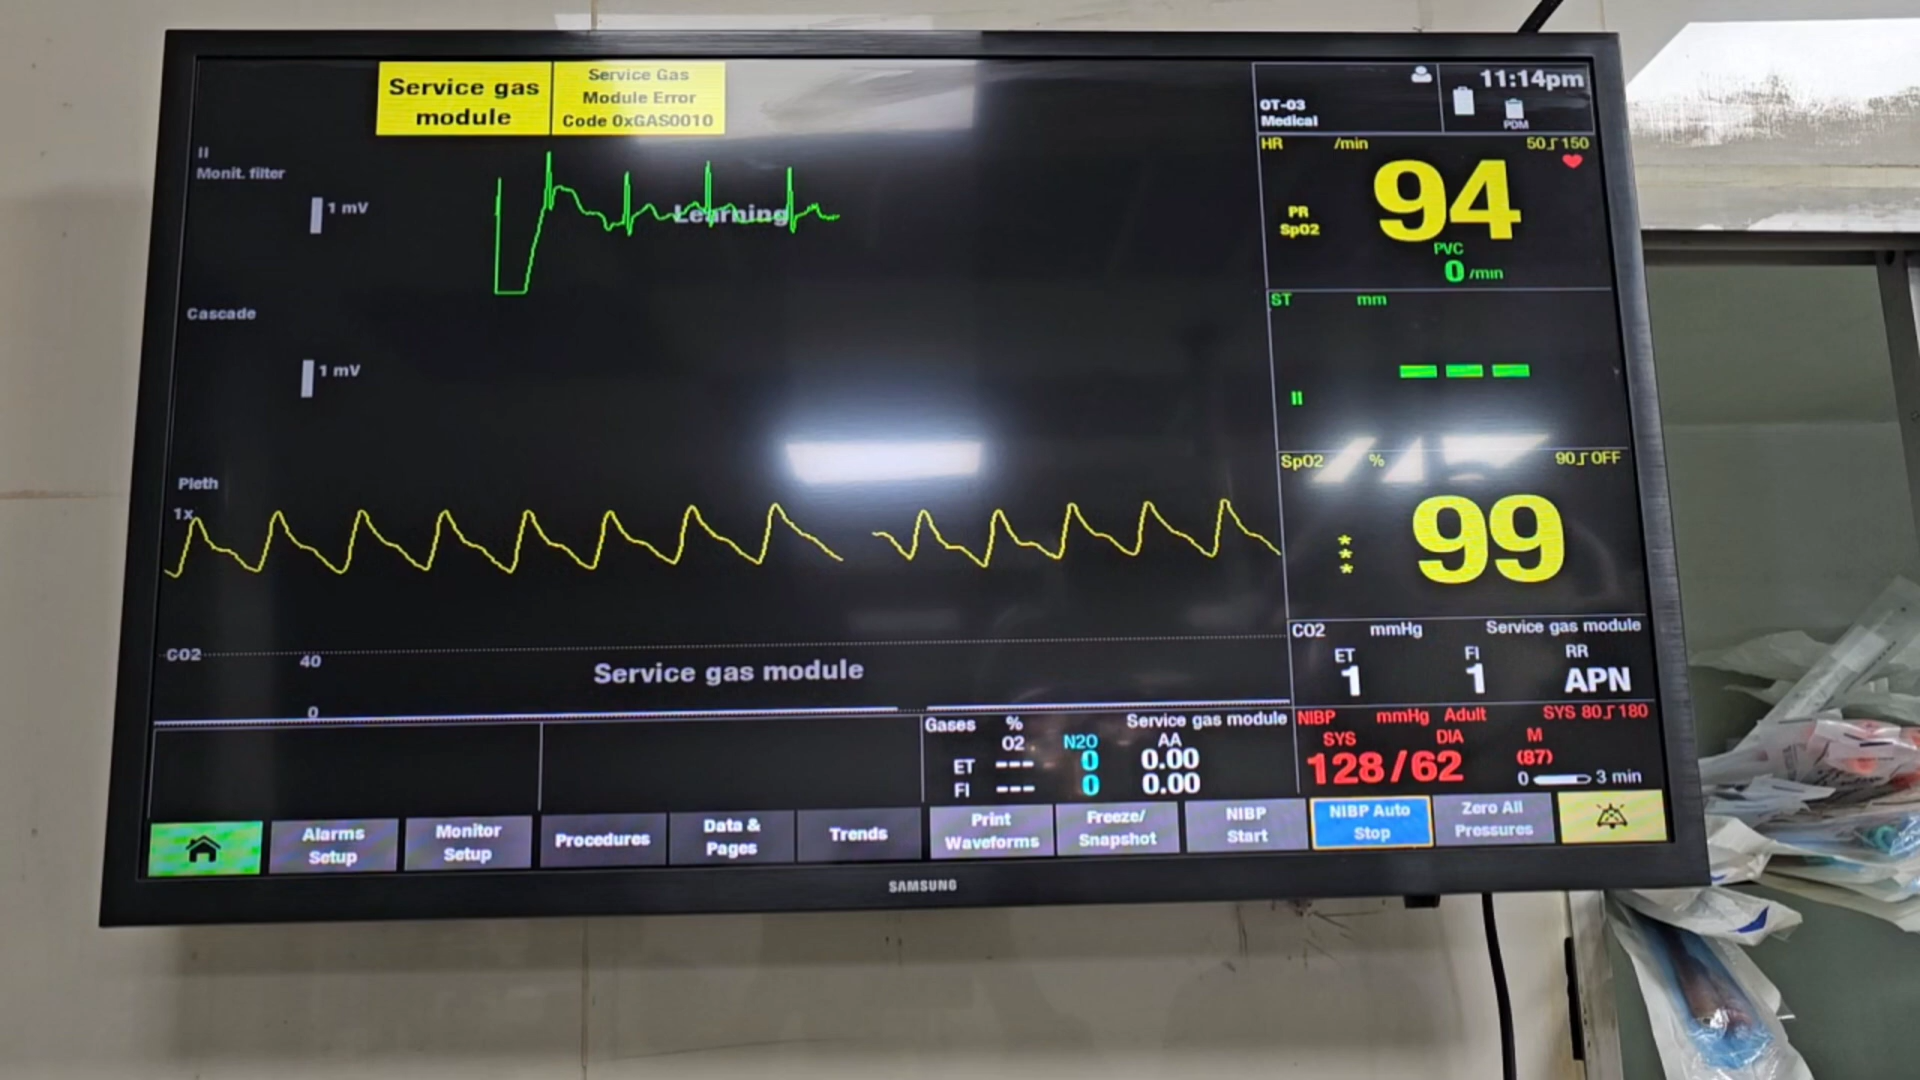 Service gas
module
Service Gas
Module Error
Code 0xGAS0010
11:14pm
OT-03
Medical
PDM
II
Monit. filter
1 mV
Learning
HR /min 50 150
94
PR
SpO2
PVC
0 /min
Cascade
1 mV
ST mm
--- 
II
Pleth
1x
SpO2 % 90 OFF
99
***
CO2
40
Service gas module
0
CO2 mmHg Service gas module
ET FI RR
1 1 APN
Gases % Service gas module
O2 N2O AA
ET --- 0 0.00
FI --- 0 0.00
NIBP mmHg Adult SYS 80 180
SYS DIA M
128/62 (87)
0 3 min
Alarms
Setup
Monitor
Setup
Procedures
Data &
Pages
Trends
Print
Waveforms
Freeze/
Snapshot
NIBP
Start
NIBP Auto
Stop
Zero All
Pressures
SAMSUNG